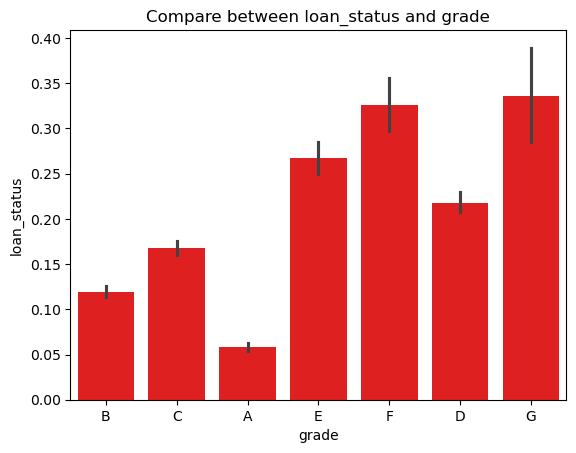 Compare between loan_status and grade
0.40
0.35
0.30
0.25
0.20
0.15
0.10
0.05
0.00
loan_status
B C A E F D G
grade